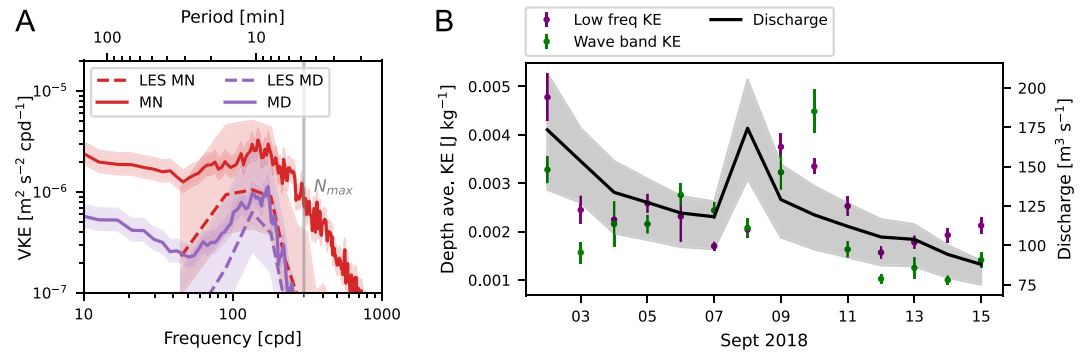 A
Period [min]
100
10
LES MN
LES MD
MN
MD
N_max
VKE [m² s⁻² cpd⁻¹]
10⁻⁵
10⁻⁶
10⁻⁷
10
100
1000
Frequency [cpd]
B
Low freq KE
Discharge
Wave band KE
Depth ave. KE [J kg⁻¹]
0.005
0.004
0.003
0.002
0.001
200
175
150
125
100
75
Discharge [m³ s⁻¹]
03
05
07
09
11
13
15
Sept 2018